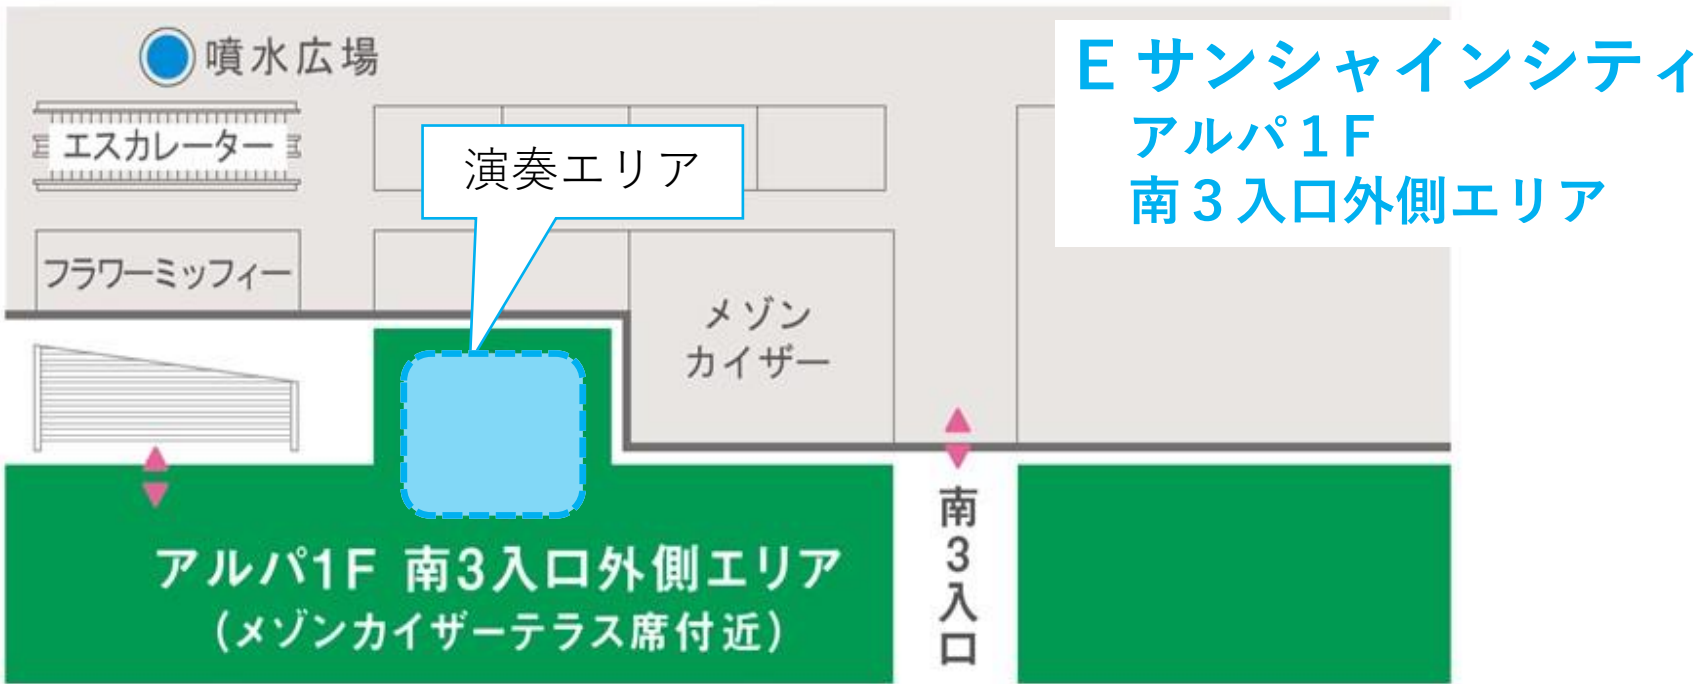 噴水広場
E サンシャインシティ
アルパ1F
南3入口外側エリア
エスカレーター
演奏エリア
フラワーミッフィー
メゾン
カイザー
南3入口
アルパ1F 南3入口外側エリア
(メゾンカイザーテラス席付近)